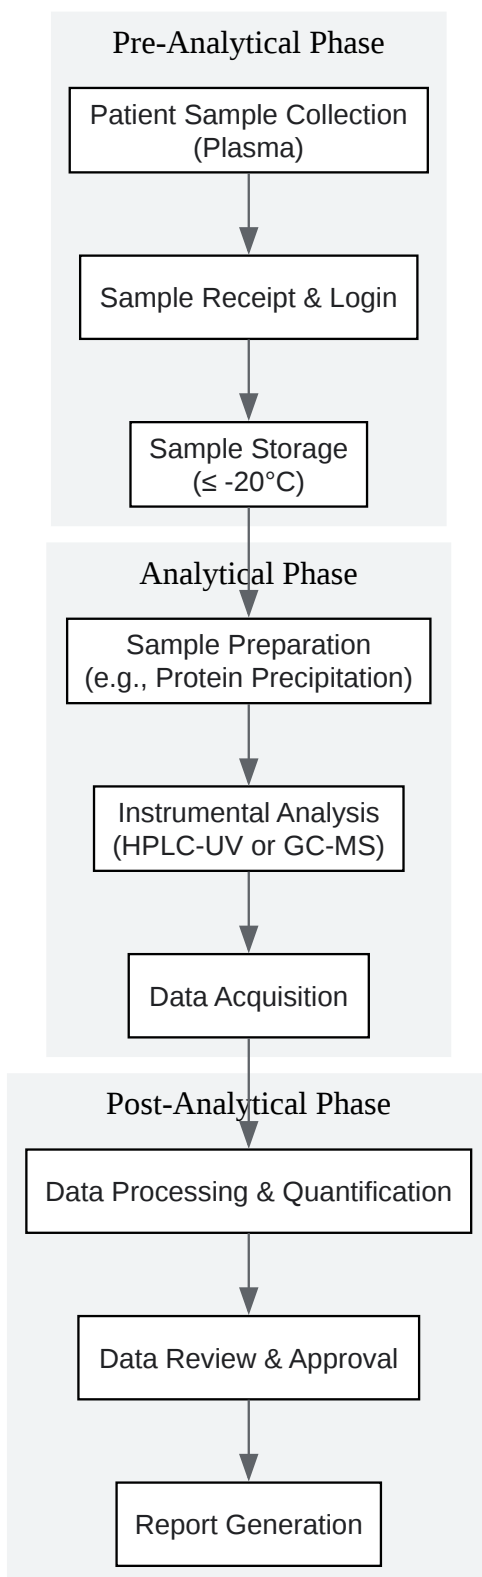 Pre-Analytical Phase
Patient Sample Collection
(Plasma)
Sample Receipt & Login
Sample Storage
(≤ -20°C)
Analytical Phase
Sample Preparation
(e.g., Protein Precipitation)
Instrumental Analysis
(HPLC-UV or GC-MS)
Data Acquisition
Post-Analytical Phase
Data Processing & Quantification
Data Review & Approval
Report Generation